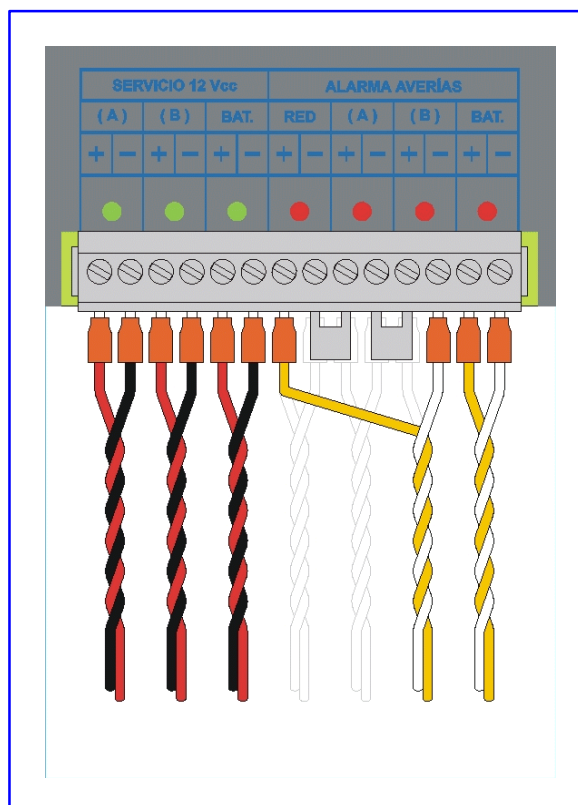 SERVICIO 12 Vcc ALARMA AVERÍAS
( A ) ( B ) BAT. RED ( A ) ( B ) BAT.
+ − + − + − + − + − + − + −